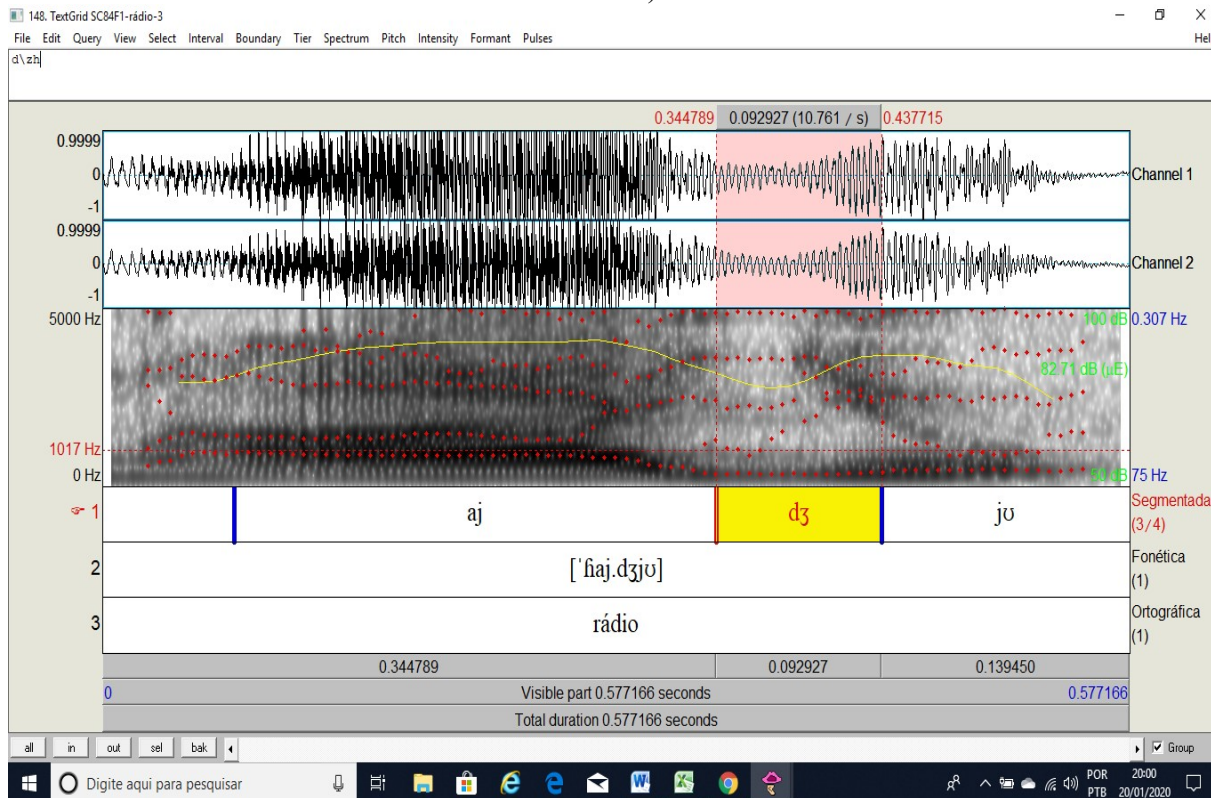 148. TextGrid SC84F1-rádio-3
File Edit Query View Select Interval Boundary Tier Spectrum Pitch Intensity Formant Pulses Hel
d\zh
0.344789 0.092927 (10.761 / s) 0.437715
0.9999
0
-1
Channel 1
0.9999
0
-1
Channel 2
5000 Hz 100 dB 0.307 Hz
82.71 dB (µE)
1017 Hz
0 Hz 50 dB 75 Hz
1 aj dʒ jʊ Segmentada
(3/4)
2 [ˈɦaj.dʒjʊ] Fonética
(1)
3 rádio Ortográfica
(1)
0.344789 0.092927 0.139450
0 Visible part 0.577166 seconds 0.577166
Total duration 0.577166 seconds
all in out sel bak Group
Digite aqui para pesquisar POR 20:00
PTB 20/01/2020